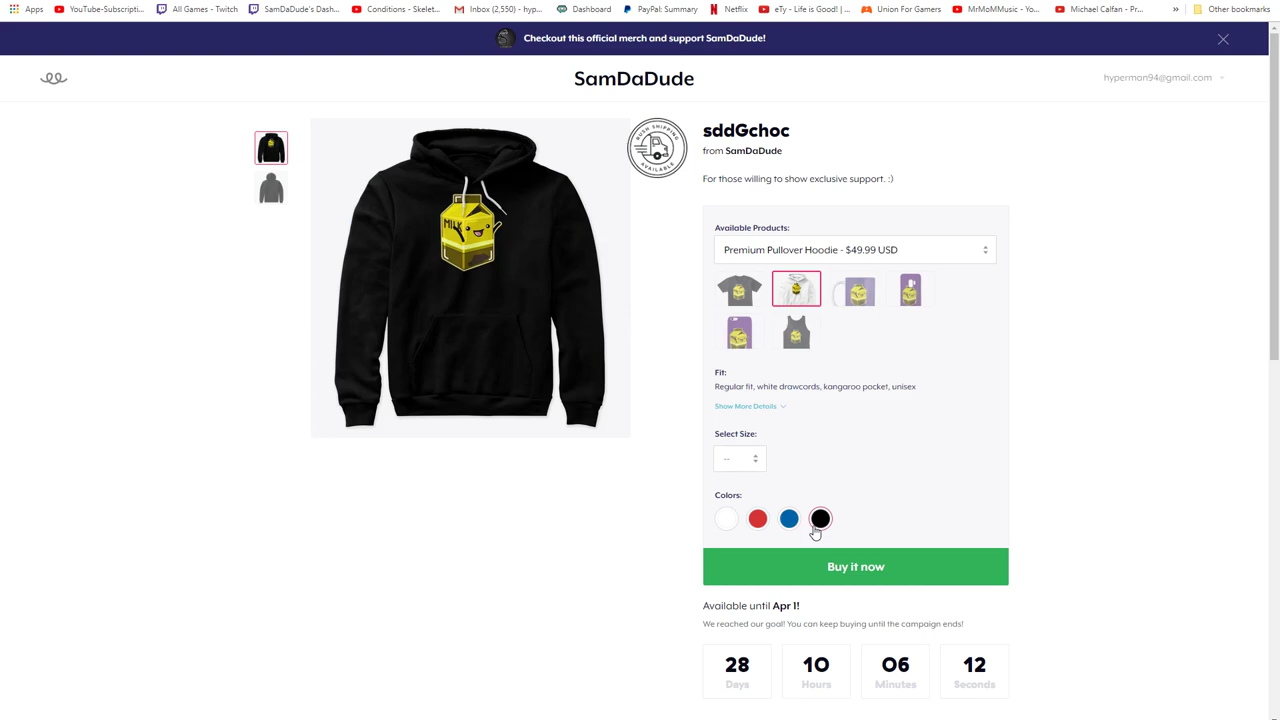 Apps YouTube-Subscripti... All Games - Twitch SamDaDude's Dash... Conditions - Skelet... Inbox (2,550) - hyp... Dashboard PayPal: Summary Netflix eTy - Life is Good! |... Union For Gamers MrMoMMusic - Yo... Michael Calfan - Pr... » Other bookmarks
Checkout this official merch and support SamDaDude!
SamDaDude
hyperman94@gmail.com
RUSH SHIPPING
AVAILABLE
MILK
sddGchoc
from SamDaDude
For those willing to show exclusive support. :)
Available Products:
Premium Pullover Hoodie - $49.99 USD
Fit:
Regular fit, white drawcords, kangaroo pocket, unisex
Show More Details
Select Size:
--
Colors:
Buy it now
Available until Apr 1!
We reached our goal! You can keep buying until the campaign ends!
28 10 06 12
Days Hours Minutes Seconds